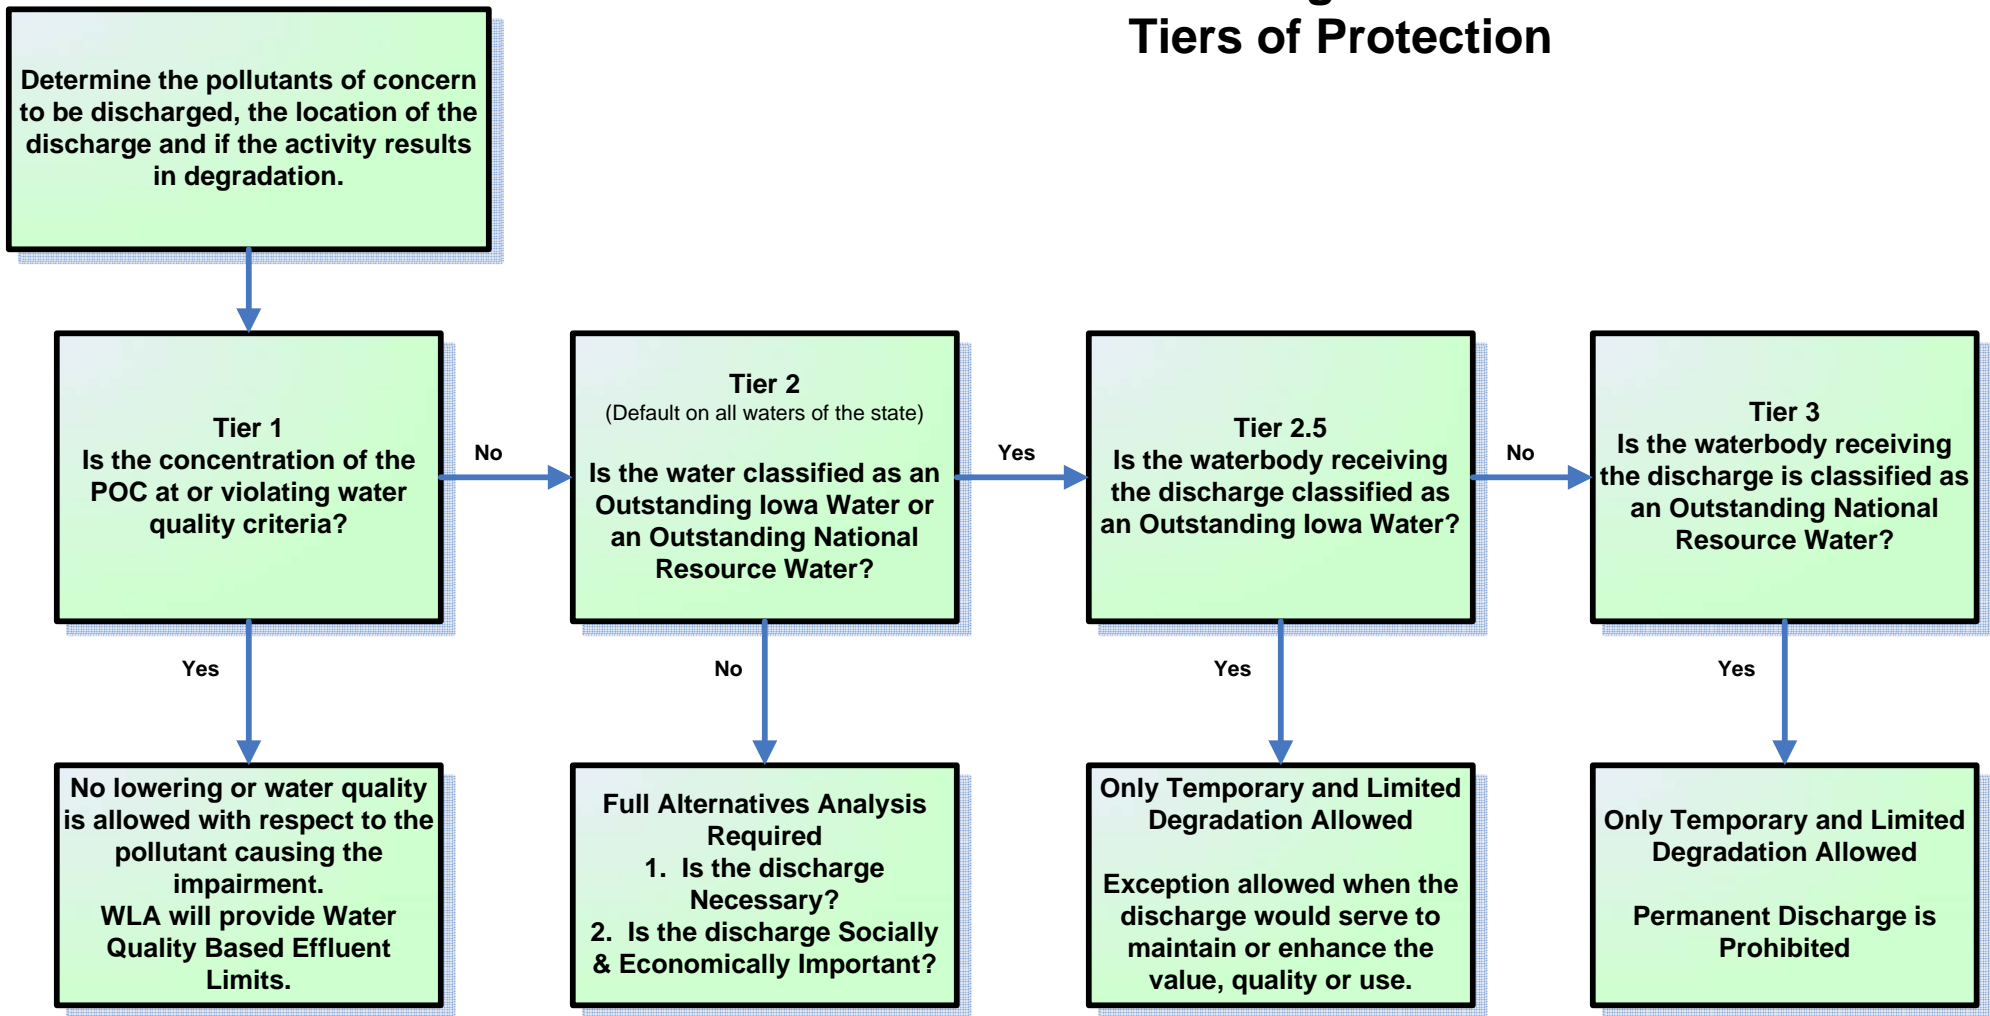 Tiers of Protection
Determine the pollutants of concern
to be discharged, the location of the
discharge and if the activity results
in degradation.
Tier 1
Is the concentration of the
POC at or violating water
quality criteria?
No
Tier 2
(Default on all waters of the state)
Is the water classified as an
Outstanding Iowa Water or
an Outstanding National
Resource Water?
Yes
Tier 2.5
Is the waterbody receiving
the discharge classified as
an Outstanding Iowa Water?
No
Tier 3
Is the waterbody receiving
the discharge is classified as
an Outstanding National
Resource Water?
Yes
No
Yes
Yes
No lowering or water quality
is allowed with respect to the
pollutant causing the
impairment.
WLA will provide Water
Quality Based Effluent
Limits.
Full Alternatives Analysis
Required
1. Is the discharge
Necessary?
2. Is the discharge Socially
& Economically Important?
Only Temporary and Limited
Degradation Allowed
Exception allowed when the
discharge would serve to
maintain or enhance the
value, quality or use.
Only Temporary and Limited
Degradation Allowed
Permanent Discharge is
Prohibited